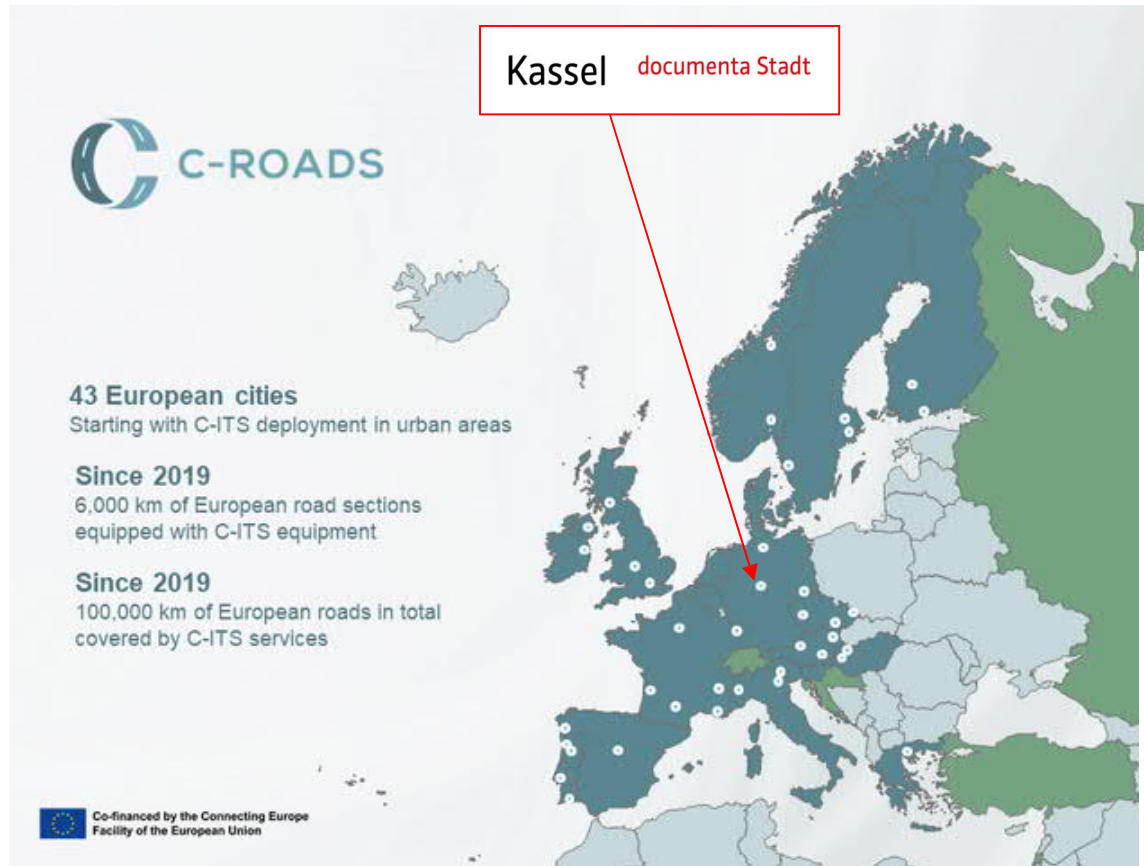 Kassel documenta Stadt
C-ROADS
43 European cities
Starting with C-ITS deployment in urban areas
Since 2019
6,000 km of European road sections
equipped with C-ITS equipment
Since 2019
100,000 km of European roads in total
covered by C-ITS services
Co-financed by the Connecting Europe
Facility of the European Union